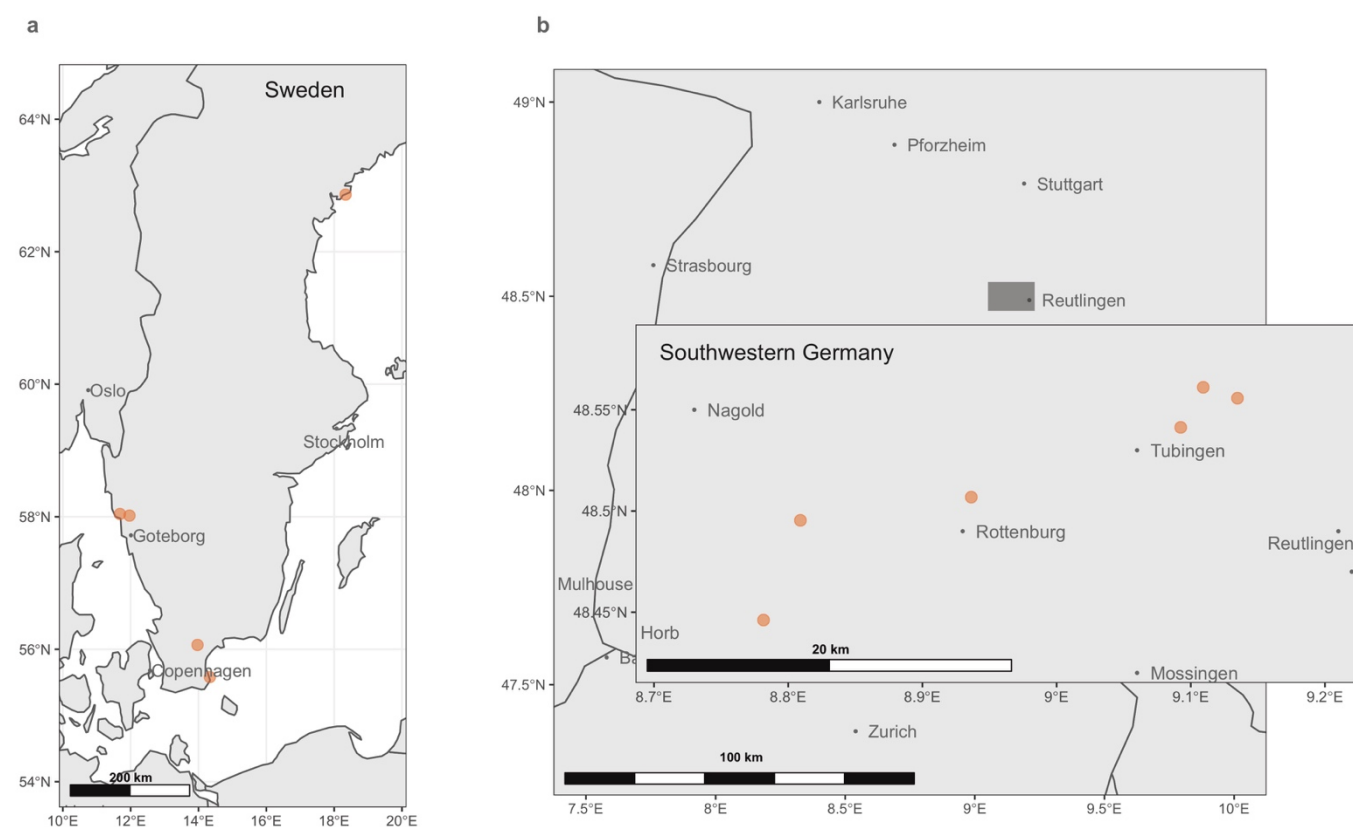 a
b
Sweden
64°N
62°N
60°N
58°N
56°N
54°N
Oslo
Stockholm
Goteborg
Copenhagen
200 km
10°E 12°E 14°E 16°E 18°E 20°E
49°N
48.5°N
48°N
47.5°N
Karlsruhe
Pforzheim
Stuttgart
Strasbourg
Reutlingen
Mulhouse
Ba
Zurich
100 km
7.5°E 8°E 8.5°E 9°E 9.5°E 10°E
Southwestern Germany
48.55°N
48.5°N
48.45°N
Nagold
Tubingen
Rottenburg
Reutlingen
Horb
20 km
Mossingen
8.7°E 8.8°E 8.9°E 9°E 9.1°E 9.2°E